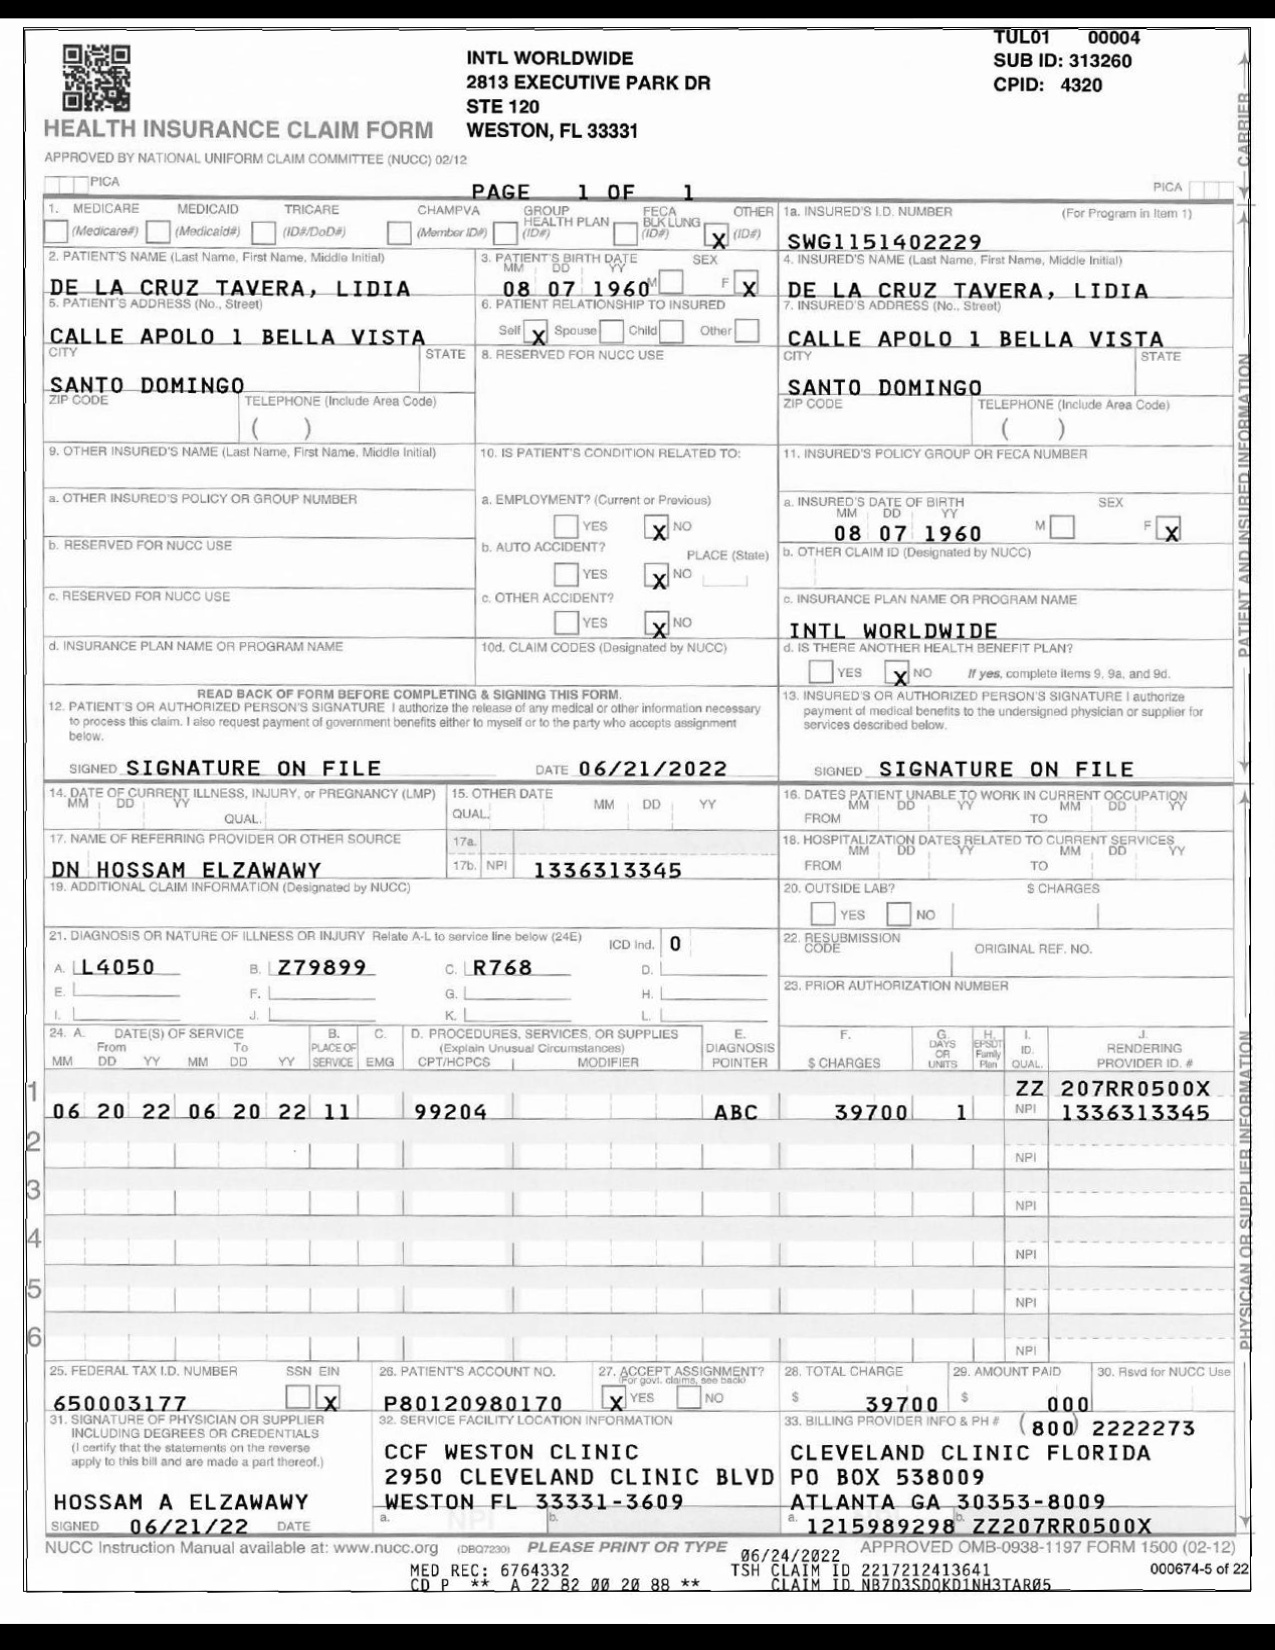 TUL01 00004
SUB ID: 313260
CPID: 4320
INTL WORLDWIDE
2813 EXECUTIVE PARK DR
STE 120
WESTON, FL 33331
HEALTH INSURANCE CLAIM FORM
APPROVED BY NATIONAL UNIFORM CLAIM COMMITTEE (NUCC) 02/12
PICA
PAGE 1 OF 1
PICA
CARRIER
1. MEDICARE MEDICAID TRICARE CHAMPVA GROUP HEALTH PLAN FECA BLK LUNG OTHER
(Medicare#) (Medicaid#) (ID#/DoD#) (Member ID#) (ID#) (ID#) X (ID#)
1a. INSURED'S I.D. NUMBER (For Program in Item 1)
SWG1151402229
2. PATIENT'S NAME (Last Name, First Name, Middle Initial)
DE LA CRUZ TAVERA, LIDIA
3. PATIENT'S BIRTH DATE SEX
MM DD YY
08 07 1960 M F X
4. INSURED'S NAME (Last Name, First Name, Middle Initial)
DE LA CRUZ TAVERA, LIDIA
5. PATIENT'S ADDRESS (No., Street)
CALLE APOLO 1 BELLA VISTA
6. PATIENT RELATIONSHIP TO INSURED
Self X Spouse Child Other
7. INSURED'S ADDRESS (No., Street)
CALLE APOLO 1 BELLA VISTA
CITY STATE
SANTO DOMINGO
8. RESERVED FOR NUCC USE
CITY STATE
SANTO DOMINGO
ZIP CODE TELEPHONE (Include Area Code)
( )
ZIP CODE TELEPHONE (Include Area Code)
( )
9. OTHER INSURED'S NAME (Last Name, First Name, Middle Initial)
10. IS PATIENT'S CONDITION RELATED TO:
11. INSURED'S POLICY GROUP OR FECA NUMBER
a. OTHER INSURED'S POLICY OR GROUP NUMBER
a. EMPLOYMENT? (Current or Previous)
YES X NO
a. INSURED'S DATE OF BIRTH SEX
MM DD YY
08 07 1960 M F X
b. RESERVED FOR NUCC USE
b. AUTO ACCIDENT? PLACE (State)
YES X NO
b. OTHER CLAIM ID (Designated by NUCC)
c. RESERVED FOR NUCC USE
c. OTHER ACCIDENT?
YES X NO
c. INSURANCE PLAN NAME OR PROGRAM NAME
INTL WORLDWIDE
d. INSURANCE PLAN NAME OR PROGRAM NAME
10d. CLAIM CODES (Designated by NUCC)
d. IS THERE ANOTHER HEALTH BENEFIT PLAN?
YES X NO If yes, complete items 9, 9a, and 9d.
READ BACK OF FORM BEFORE COMPLETING & SIGNING THIS FORM.
12. PATIENT'S OR AUTHORIZED PERSON'S SIGNATURE I authorize the release of any medical or other information necessary
to process this claim. I also request payment of government benefits either to myself or to the party who accepts assignment
below.
SIGNED SIGNATURE ON FILE DATE 06/21/2022
13. INSURED'S OR AUTHORIZED PERSON'S SIGNATURE I authorize
payment of medical benefits to the undersigned physician or supplier for
services described below.
SIGNED SIGNATURE ON FILE
PATIENT AND INSURED INFORMATION
14. DATE OF CURRENT ILLNESS, INJURY, or PREGNANCY (LMP)
MM DD YY
QUAL.
15. OTHER DATE
QUAL. MM DD YY
16. DATES PATIENT UNABLE TO WORK IN CURRENT OCCUPATION
MM DD YY MM DD YY
FROM TO
17. NAME OF REFERRING PROVIDER OR OTHER SOURCE
DN HOSSAM ELZAWAWY
17a.
17b. NPI 1336313345
18. HOSPITALIZATION DATES RELATED TO CURRENT SERVICES
MM DD YY MM DD YY
FROM TO
19. ADDITIONAL CLAIM INFORMATION (Designated by NUCC)
20. OUTSIDE LAB? $ CHARGES
YES NO
21. DIAGNOSIS OR NATURE OF ILLNESS OR INJURY Relate A-L to service line below (24E) ICD Ind. 0
A. L4050 B. Z79899 C. R768 D.
E. F. G. H.
I. J. K. L.
22. RESUBMISSION CODE ORIGINAL REF. NO.
23. PRIOR AUTHORIZATION NUMBER
24. A. DATE(S) OF SERVICE B. C. D. PROCEDURES, SERVICES, OR SUPPLIES E. F. G. H. I. J.
From To PLACE OF (Explain Unusual Circumstances) DIAGNOSIS DAYS OR UNITS EPSDT Family Plan ID. RENDERING
MM DD YY MM DD YY SERVICE EMG CPT/HCPCS MODIFIER POINTER $ CHARGES QUAL. PROVIDER ID. #
1 ZZ 207RR0500X
06 20 22 06 20 22 11 99204 ABC 39700 1 NPI 1336313345
2 NPI
3 NPI
4 NPI
5 NPI
6 NPI
PHYSICIAN OR SUPPLIER INFORMATION
25. FEDERAL TAX I.D. NUMBER SSN EIN
650003177 X
26. PATIENT'S ACCOUNT NO.
P80120980170
27. ACCEPT ASSIGNMENT?
(For govt. claims, see back)
X YES NO
28. TOTAL CHARGE
$ 39700
29. AMOUNT PAID
$ 000
30. Rsvd for NUCC Use
31. SIGNATURE OF PHYSICIAN OR SUPPLIER
INCLUDING DEGREES OR CREDENTIALS
(I certify that the statements on the reverse
apply to this bill and are made a part thereof.)
HOSSAM A ELZAWAWY
SIGNED 06/21/22 DATE
32. SERVICE FACILITY LOCATION INFORMATION
CCF WESTON CLINIC
2950 CLEVELAND CLINIC BLVD
WESTON FL 33331-3609
a. NPI b.
33. BILLING PROVIDER INFO & PH # (800) 2222273
CLEVELAND CLINIC FLORIDA
PO BOX 538009
ATLANTA GA 30353-8009
a. 1215989298 b. ZZ207RR0500X
NUCC Instruction Manual available at: www.nucc.org (DBQ7230) PLEASE PRINT OR TYPE 06/24/2022 APPROVED OMB-0938-1197 FORM 1500 (02-12)
MED REC: 6764332 TSH CLAIM ID 2217212413641 000674-5 of 22
CD P ** A 22 82 00 20 88 ** CLAIM ID NB7D3SDQKD1NH3TAR05